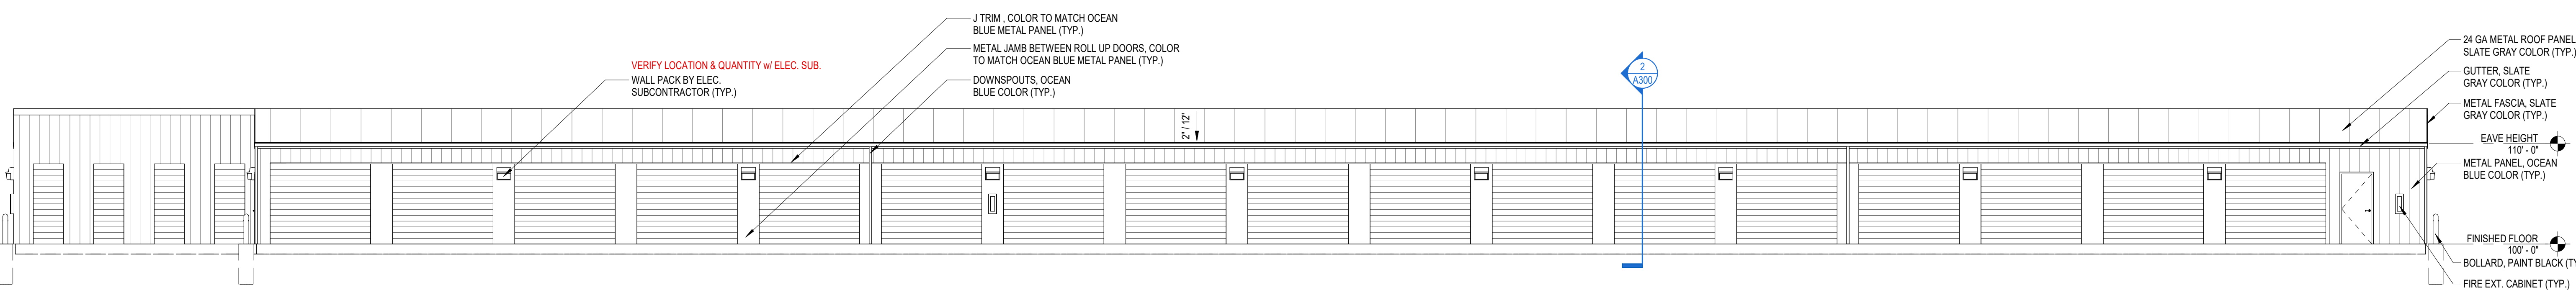 J TRIM , COLOR TO MATCH OCEAN
BLUE METAL PANEL (TYP.)
METAL JAMB BETWEEN ROLL UP DOORS, COLOR
TO MATCH OCEAN BLUE METAL PANEL (TYP.)
VERIFY LOCATION & QUANTITY w/ ELEC. SUB.
WALL PACK BY ELEC.
SUBCONTRACTOR (TYP.)
DOWNSPOUTS, OCEAN
BLUE COLOR (TYP.)
2" / 12"
2
A300
24 GA METAL ROOF PANEL
SLATE GRAY COLOR (TYP.)
GUTTER, SLATE
GRAY COLOR (TYP.)
METAL FASCIA, SLATE
GRAY COLOR (TYP.)
EAVE HEIGHT
110' - 0"
METAL PANEL, OCEAN
BLUE COLOR (TYP.)
FINISHED FLOOR
100' - 0"
BOLLARD, PAINT BLACK (TY
FIRE EXT. CABINET (TYP.)